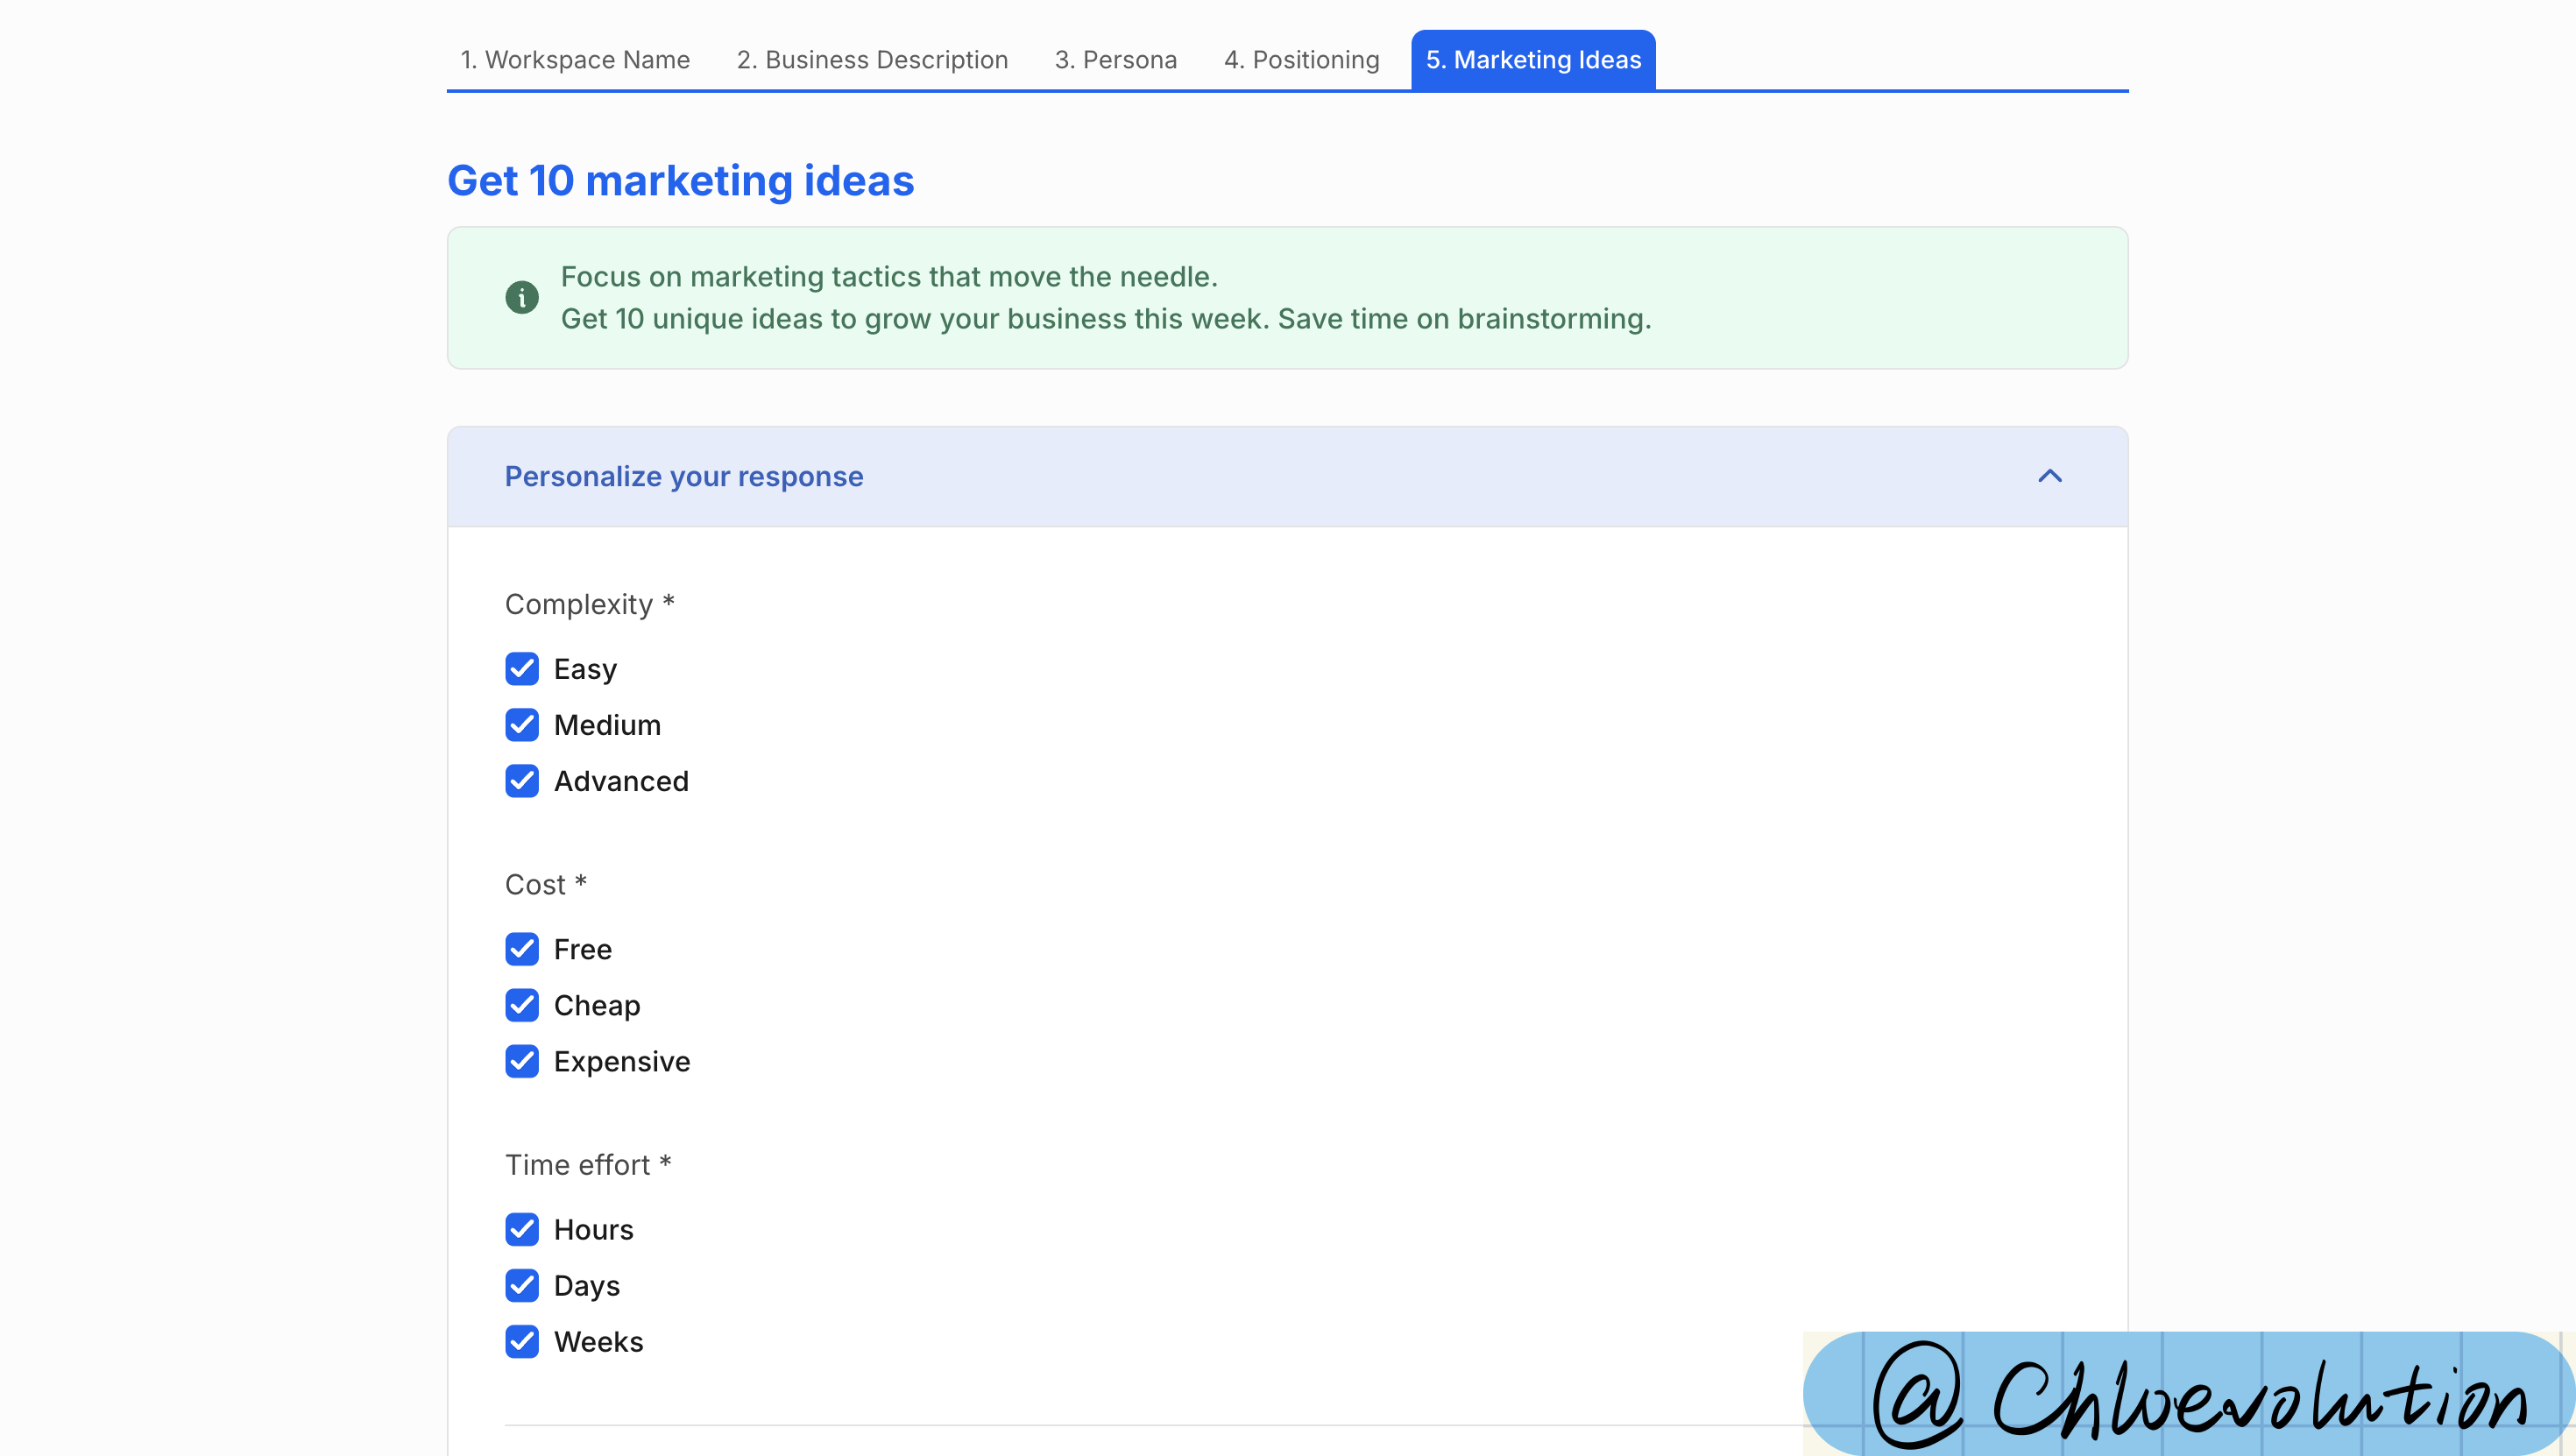 1. Workspace Name 2. Business Description 3. Persona 4. Positioning 5. Marketing Ideas
Get 10 marketing ideas
Focus on marketing tactics that move the needle.
Get 10 unique ideas to grow your business this week. Save time on brainstorming.
Personalize your response
Complexity *
Easy
Medium
Advanced
Cost *
Free
Cheap
Expensive
Time effort *
Hours
Days
Weeks
@Chloevolution